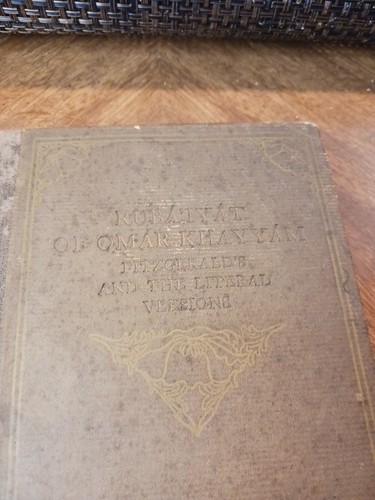 RUBÁIYÁT
OF OMAR KHAYYÁM
FITZGERALD'S
AND THE LITERAL
VERSIONS